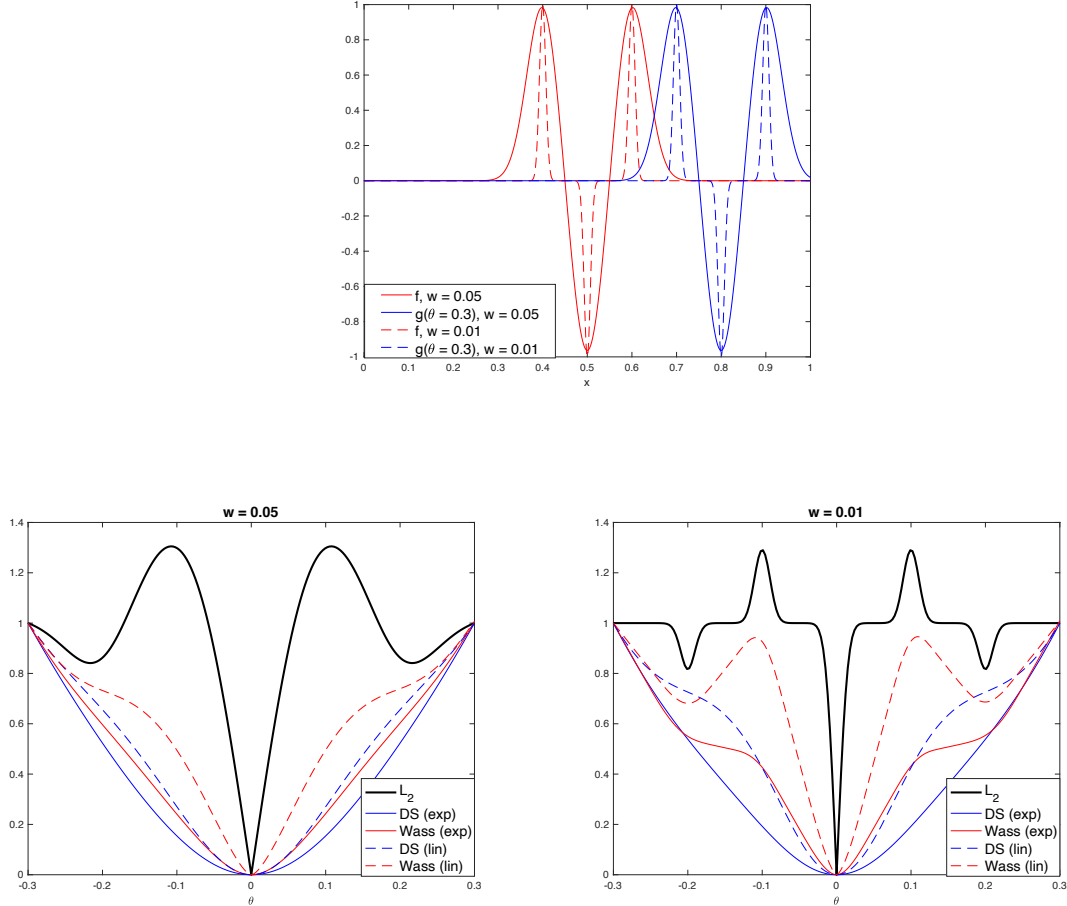 1
0.8
0.6
0.4
0.2
0
-0.2
-0.4
-0.6
-0.8
-1
f, w = 0.05
g(θ = 0.3), w = 0.05
f, w = 0.01
g(θ = 0.3), w = 0.01
0 0.1 0.2 0.3 0.4 0.5 0.6 0.7 0.8 0.9 1
x
w = 0.05
1.4
1.2
1
0.8
0.6
0.4
0.2
0
L2
DS (exp)
Wass (exp)
DS (lin)
Wass (lin)
-0.3 -0.2 -0.1 0 0.1 0.2 0.3
θ
w = 0.01
1.4
1.2
1
0.8
0.6
0.4
0.2
0
L2
DS (exp)
Wass (exp)
DS (lin)
Wass (lin)
-0.3 -0.2 -0.1 0 0.1 0.2 0.3
θ